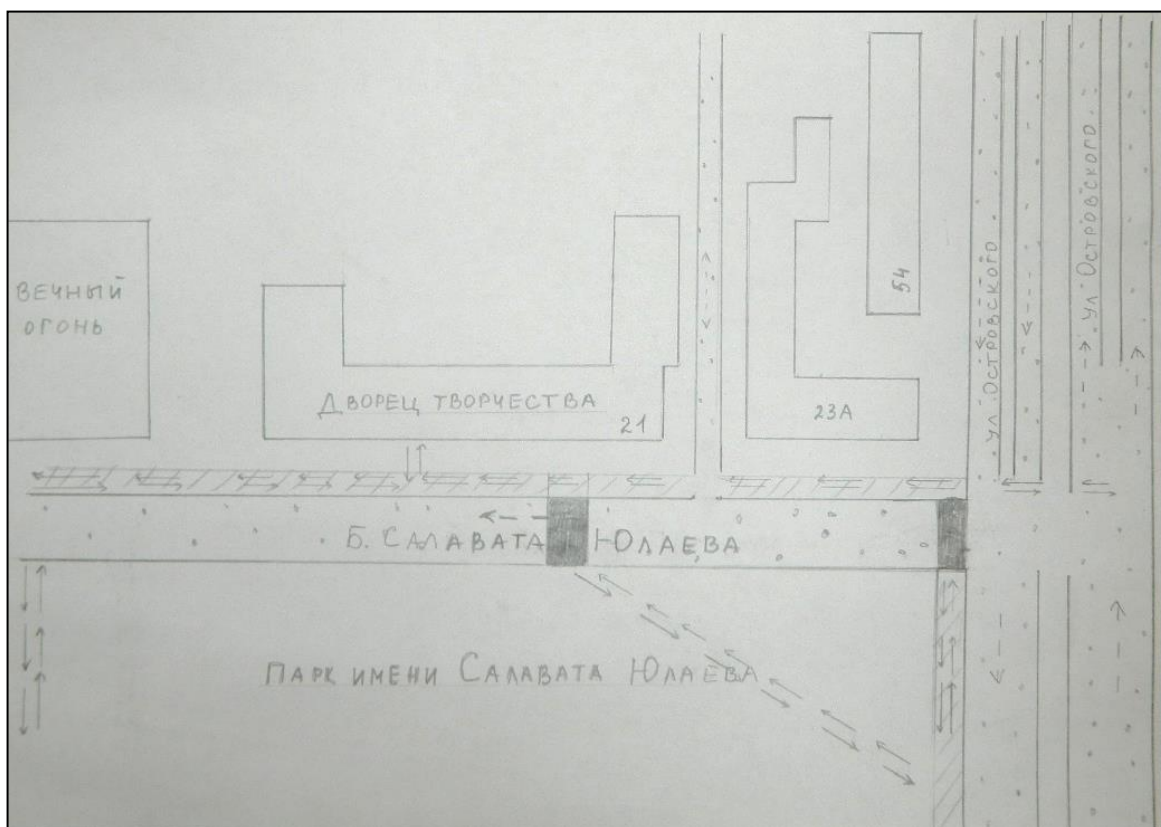 ВЕЧНЫЙ
ОГОНЬ
ДВОРЕЦ ТВОРЧЕСТВА
21
23А
54
УЛ. ОСТРОВСКОГО
УЛ. ОСТРОВСКОГО
Б. САЛАВАТА ЮЛАЕВА
ПАРК ИМЕНИ САЛАВАТА ЮЛАЕВА